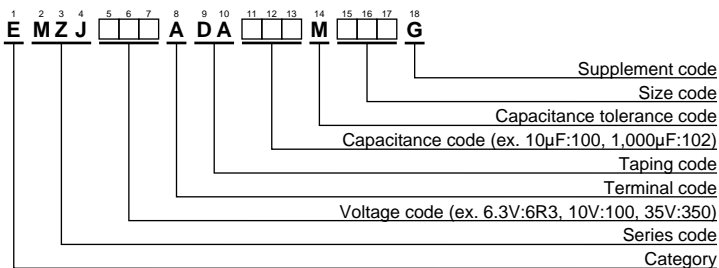 1 2 3 4 5 6 7 8 9 10 11 12 13 14 15 16 17 18
E M Z J A D A M G
Supplement code
Size code
Capacitance tolerance code
Capacitance code (ex. 10µF:100, 1,000µF:102)
Taping code
Terminal code
Voltage code (ex. 6.3V:6R3, 10V:100, 35V:350)
Series code
Category